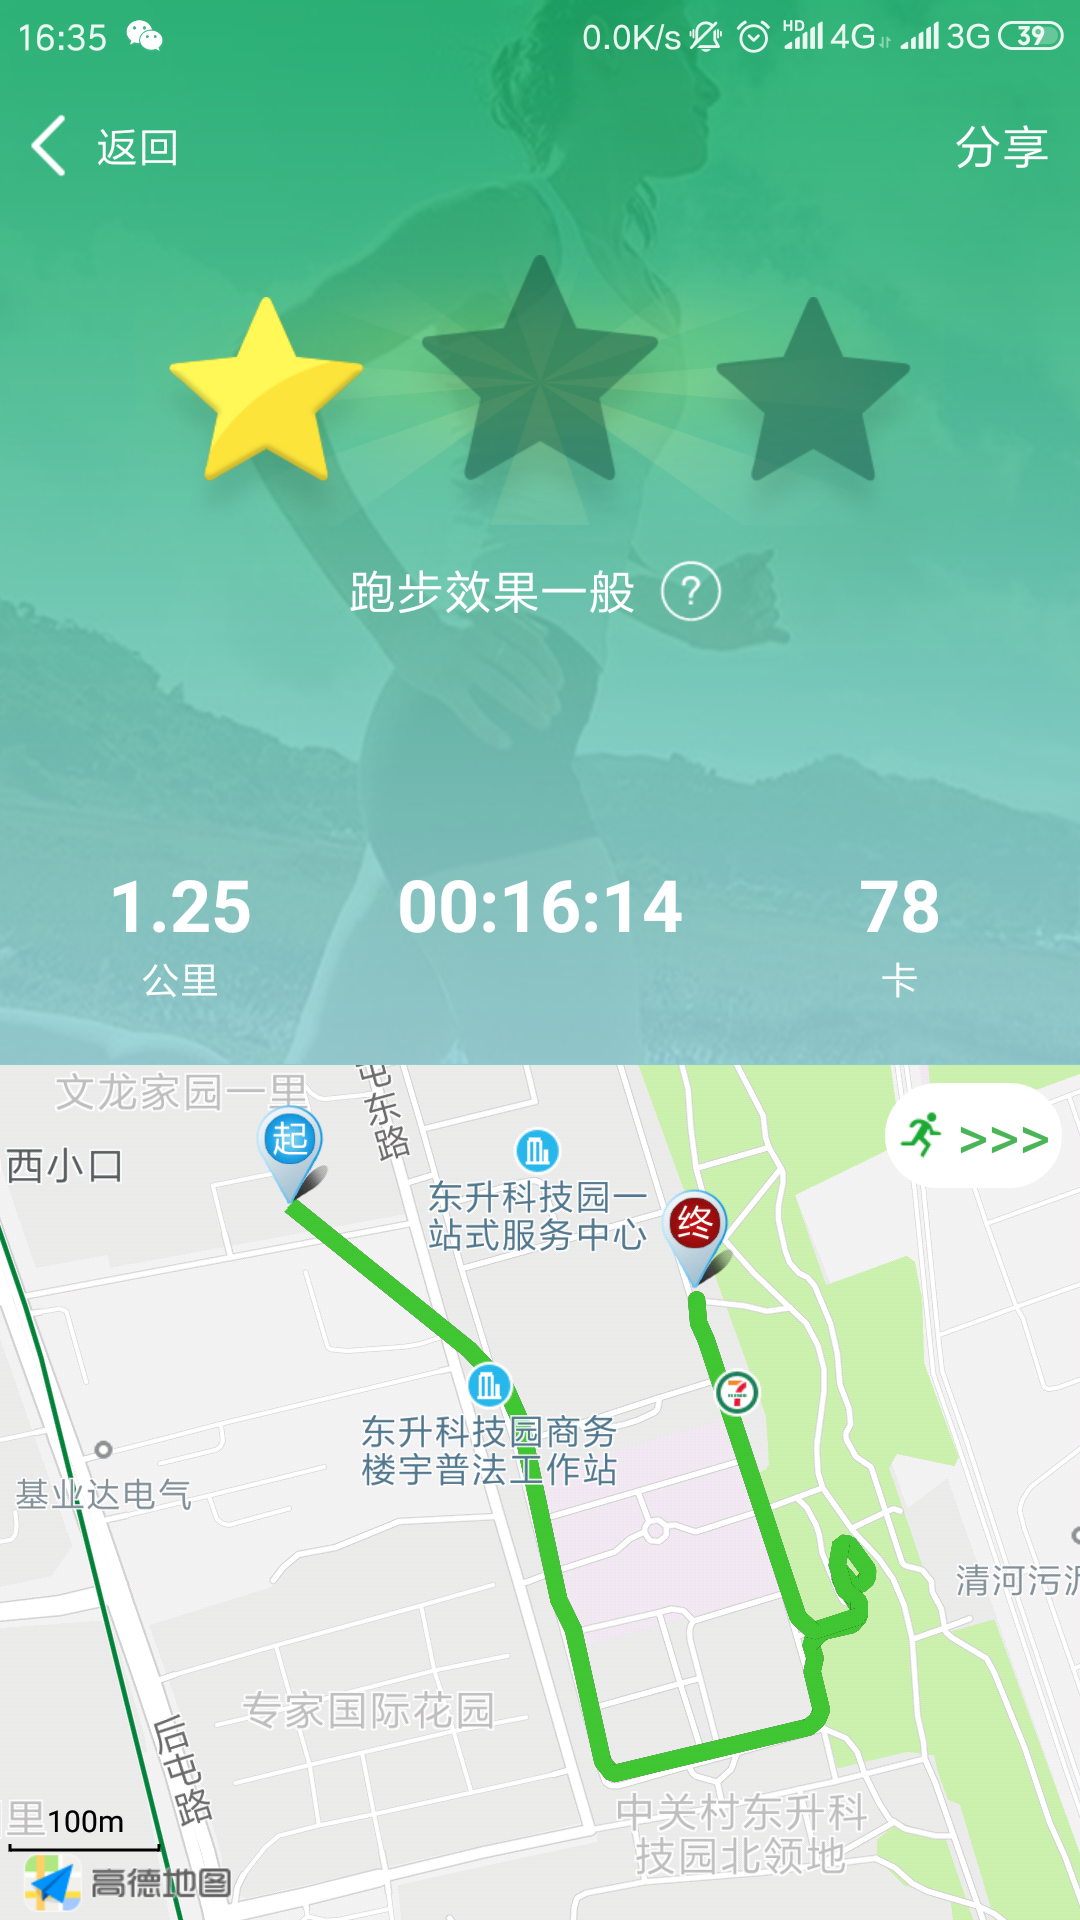 16:35
0.0K/s HD 4G 3G 39
返回
分享
跑步效果一般 ?
1.25 00:16:14 78
公里 卡
文龙家园一里
屯东路
起
>>>
西小口
东升科技园一
站式服务中心
终
7
东升科技园商务
楼宇普法工作站
基业达电气
清河污泥
专家国际花园
后屯路
中关村东升科
技园北领地
里
100m
高德地图